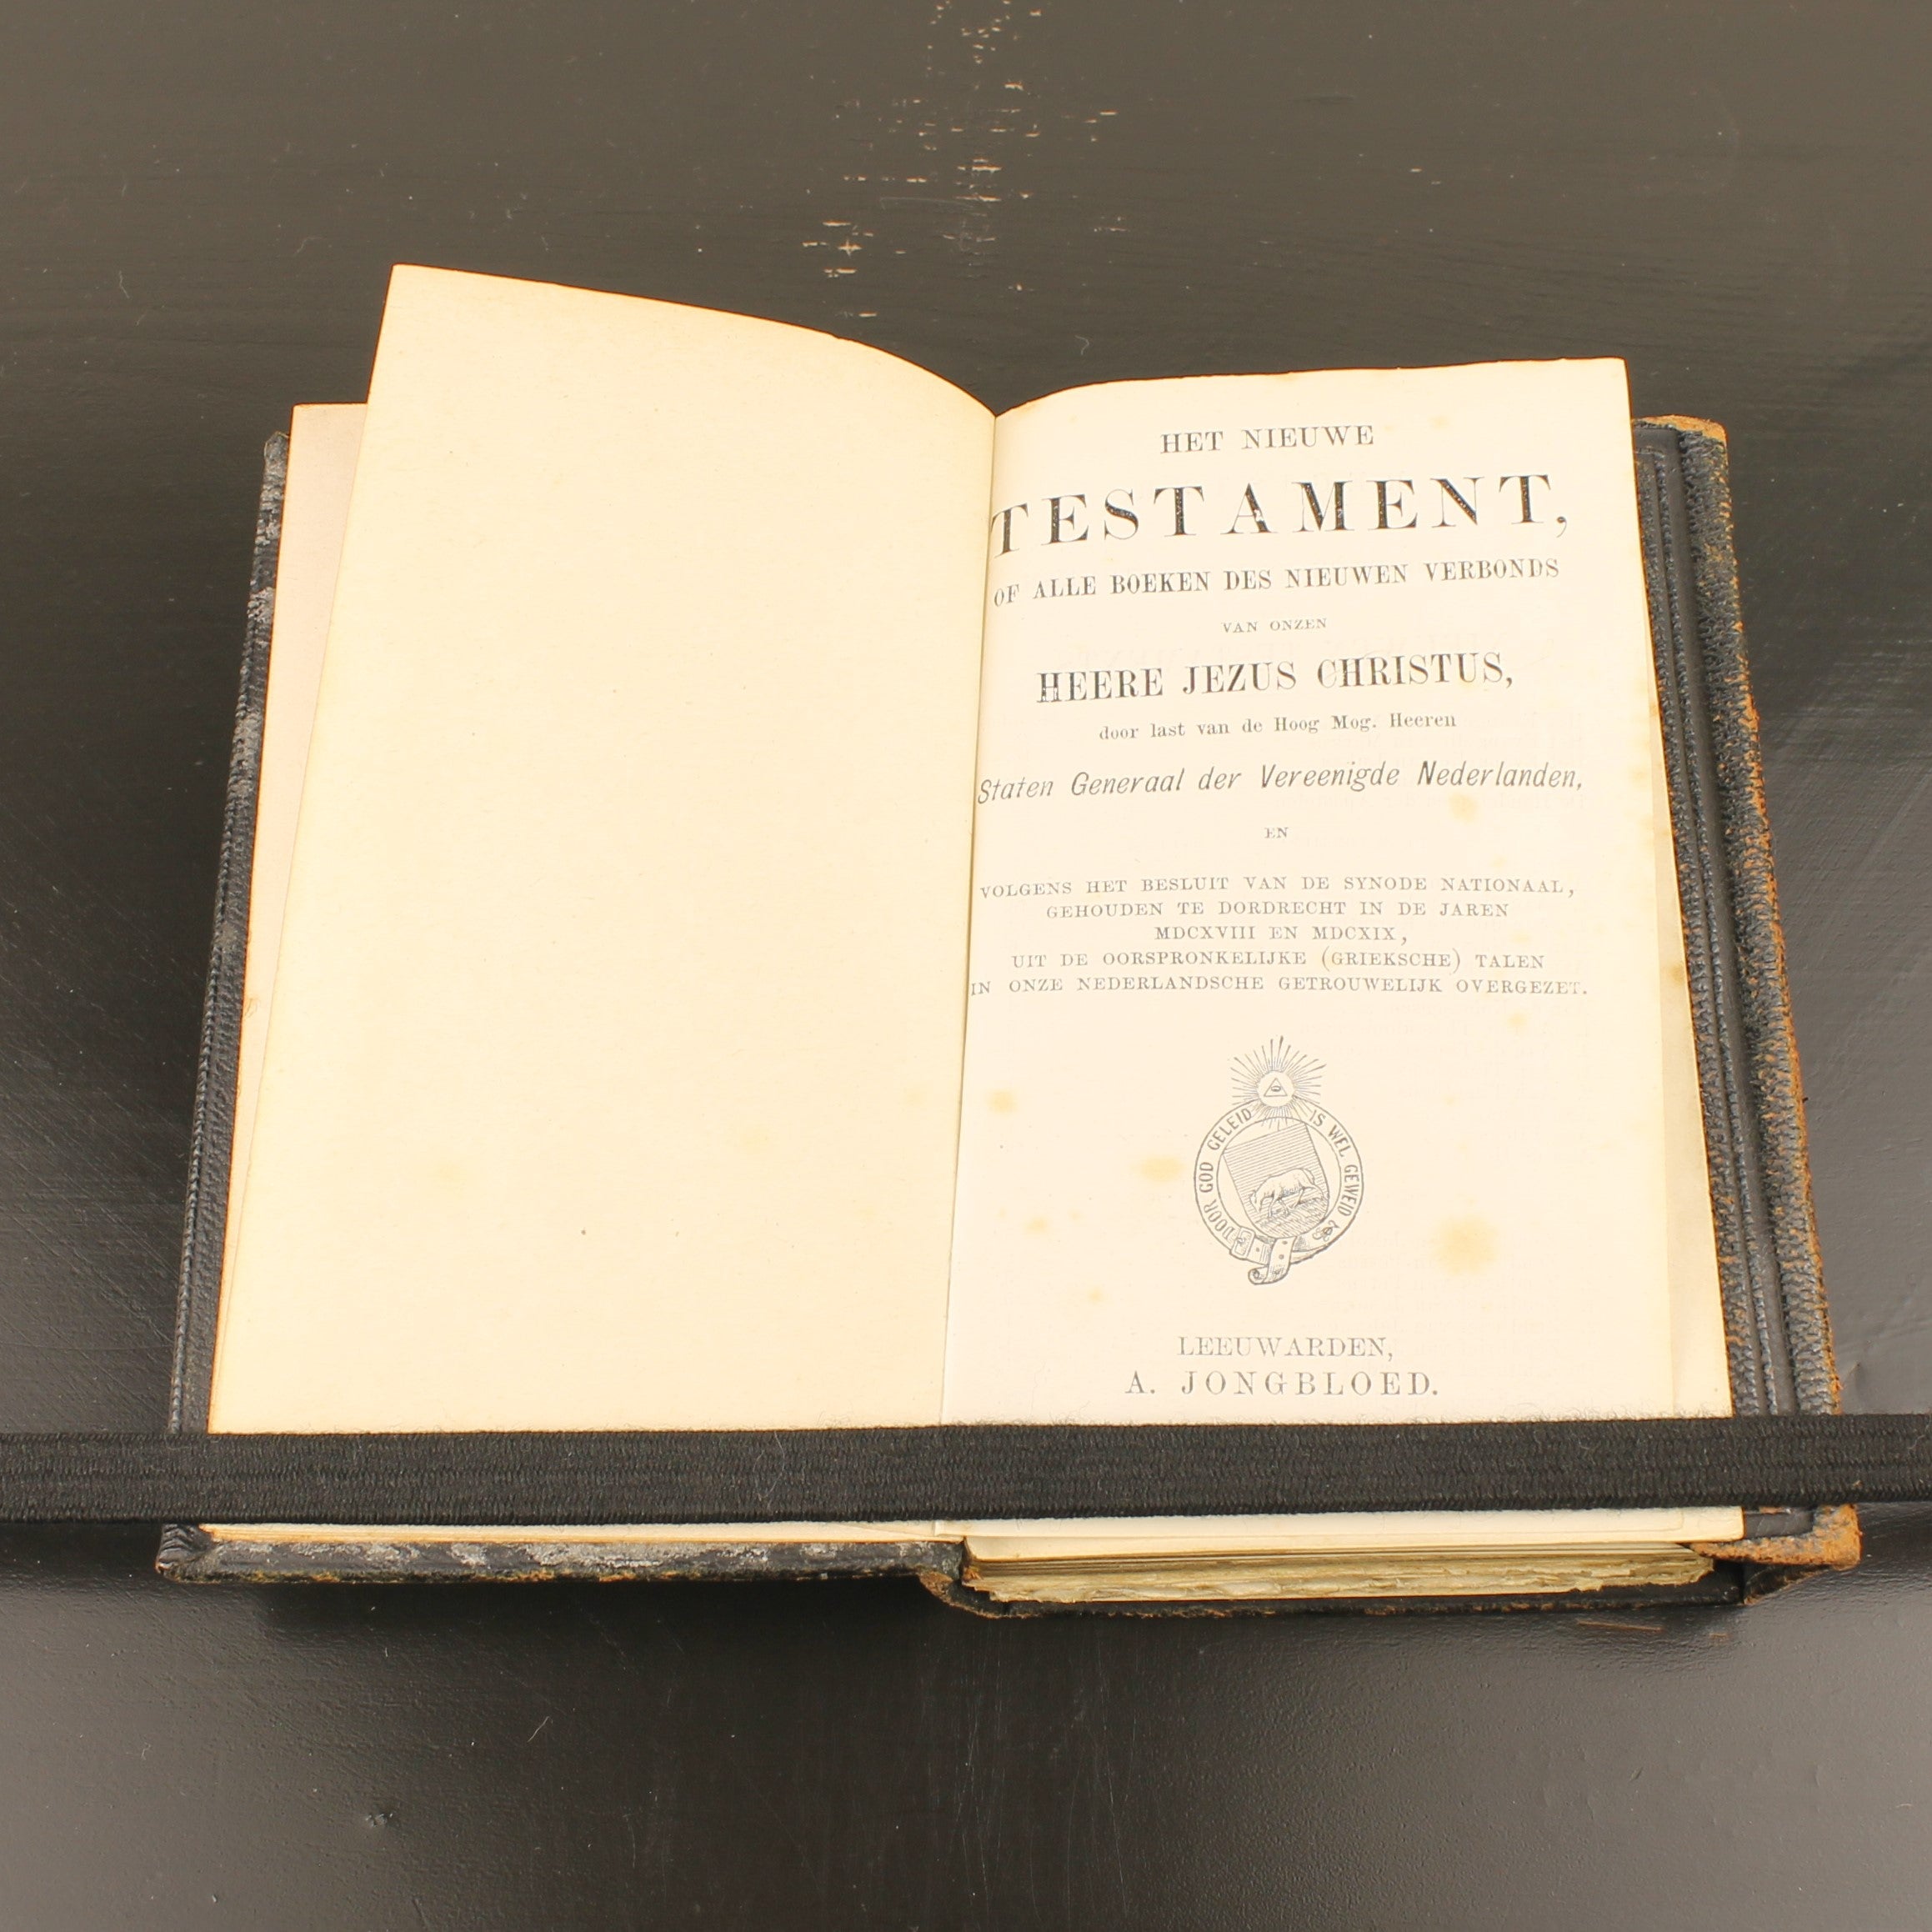 HET NIEUWE
TESTAMENT,
OF ALLE BOEKEN DES NIEUWEN VERBONDS
VAN ONZEN
HEERE JEZUS CHRISTUS,
door last van de Hoog Mog. Heeren
Staten Generaal der Vereenigde Nederlanden,
EN
VOLGENS HET BESLUIT VAN DE SYNODE NATIONAAL,
GEHOUDEN TE DORDRECHT IN DE JAREN
MDCXVIII EN MDCXIX,
UIT DE OORSPRONKELIJKE (GRIEKSCHE) TALEN
IN ONZE NEDERLANDSCHE GETROUWELIJK OVERGEZET.
DOOR GOD GELEID IS WEL GEWEID
LEEUWARDEN,
A. JONGBLOED.